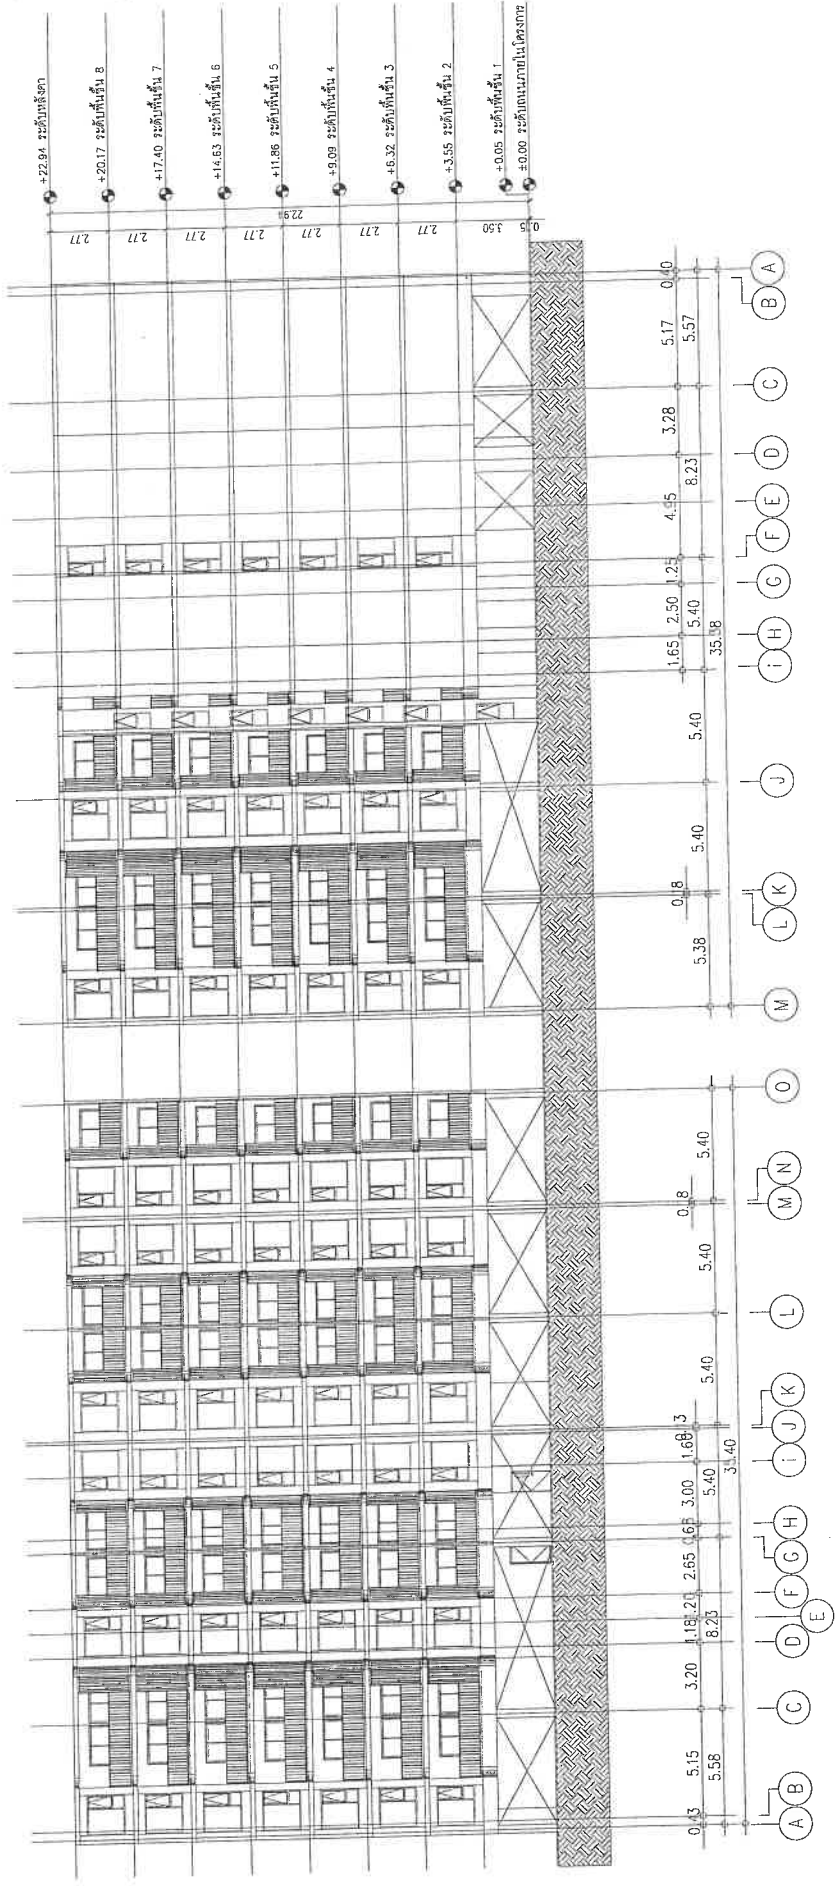 +22.94 ระดับหลังคา
+20.17 ระดับพื้นชั้น 8
+17.40 ระดับพื้นชั้น 7
+14.63 ระดับพื้นชั้น 6
+11.86 ระดับพื้นชั้น 5
+9.09 ระดับพื้นชั้น 4
+6.32 ระดับพื้นชั้น 3
+3.55 ระดับพื้นชั้น 2
+0.05 ระดับพื้นชั้น 1
±0.00 ระดับถนนภายในโครงการ
2.77
2.77
2.77
2.77
2.77
2.77
2.77
3.50
22.94
0.43 5.15 3.20 1.18 1.20 2.65 0.68 3.00 1.68
0.18
5.58 8.23 5.40 5.40 5.40 5.40
A B C D E F G H i J K L M N O
5.38 5.40 5.40 1.65 2.50 1.25 4.95 3.28 5.17 0.40
0.18
5.40 8.23 5.57
35.38
M L K J i H G F E D C B A